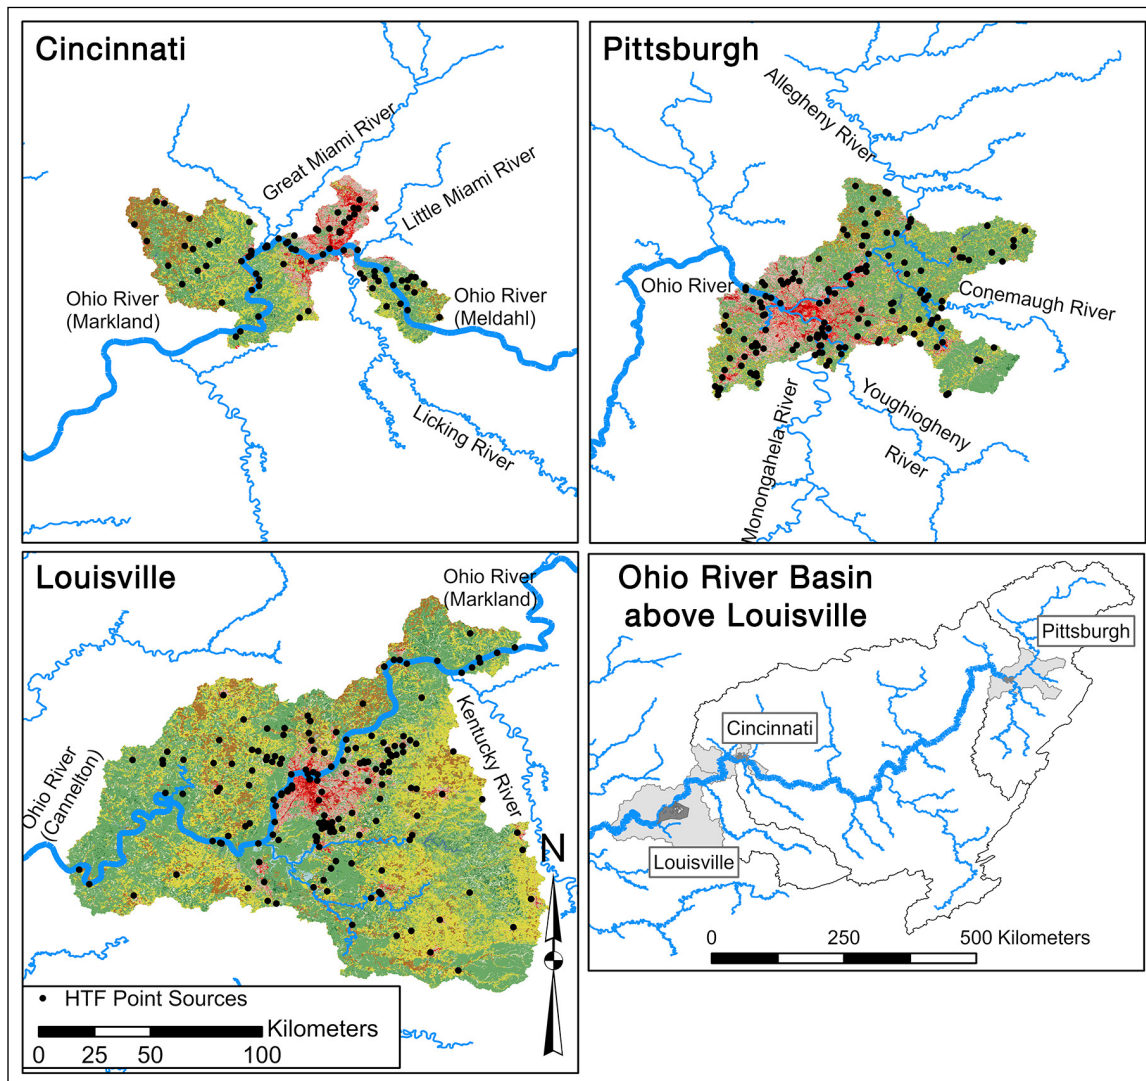 Cincinnati
Great Miami River
Little Miami River
Ohio River
(Markland)
Ohio River
(Meldahl)
Licking River
Pittsburgh
Allegheny River
Ohio River
Conemaugh River
Monongahela River
Youghiogheny
River
Louisville
Ohio River
(Markland)
Kentucky River
Ohio River
(Cannelton)
N
HTF Point Sources
Kilometers
0 25 50 100
Ohio River Basin
above Louisville
Pittsburgh
Cincinnati
Louisville
0 250 500 Kilometers